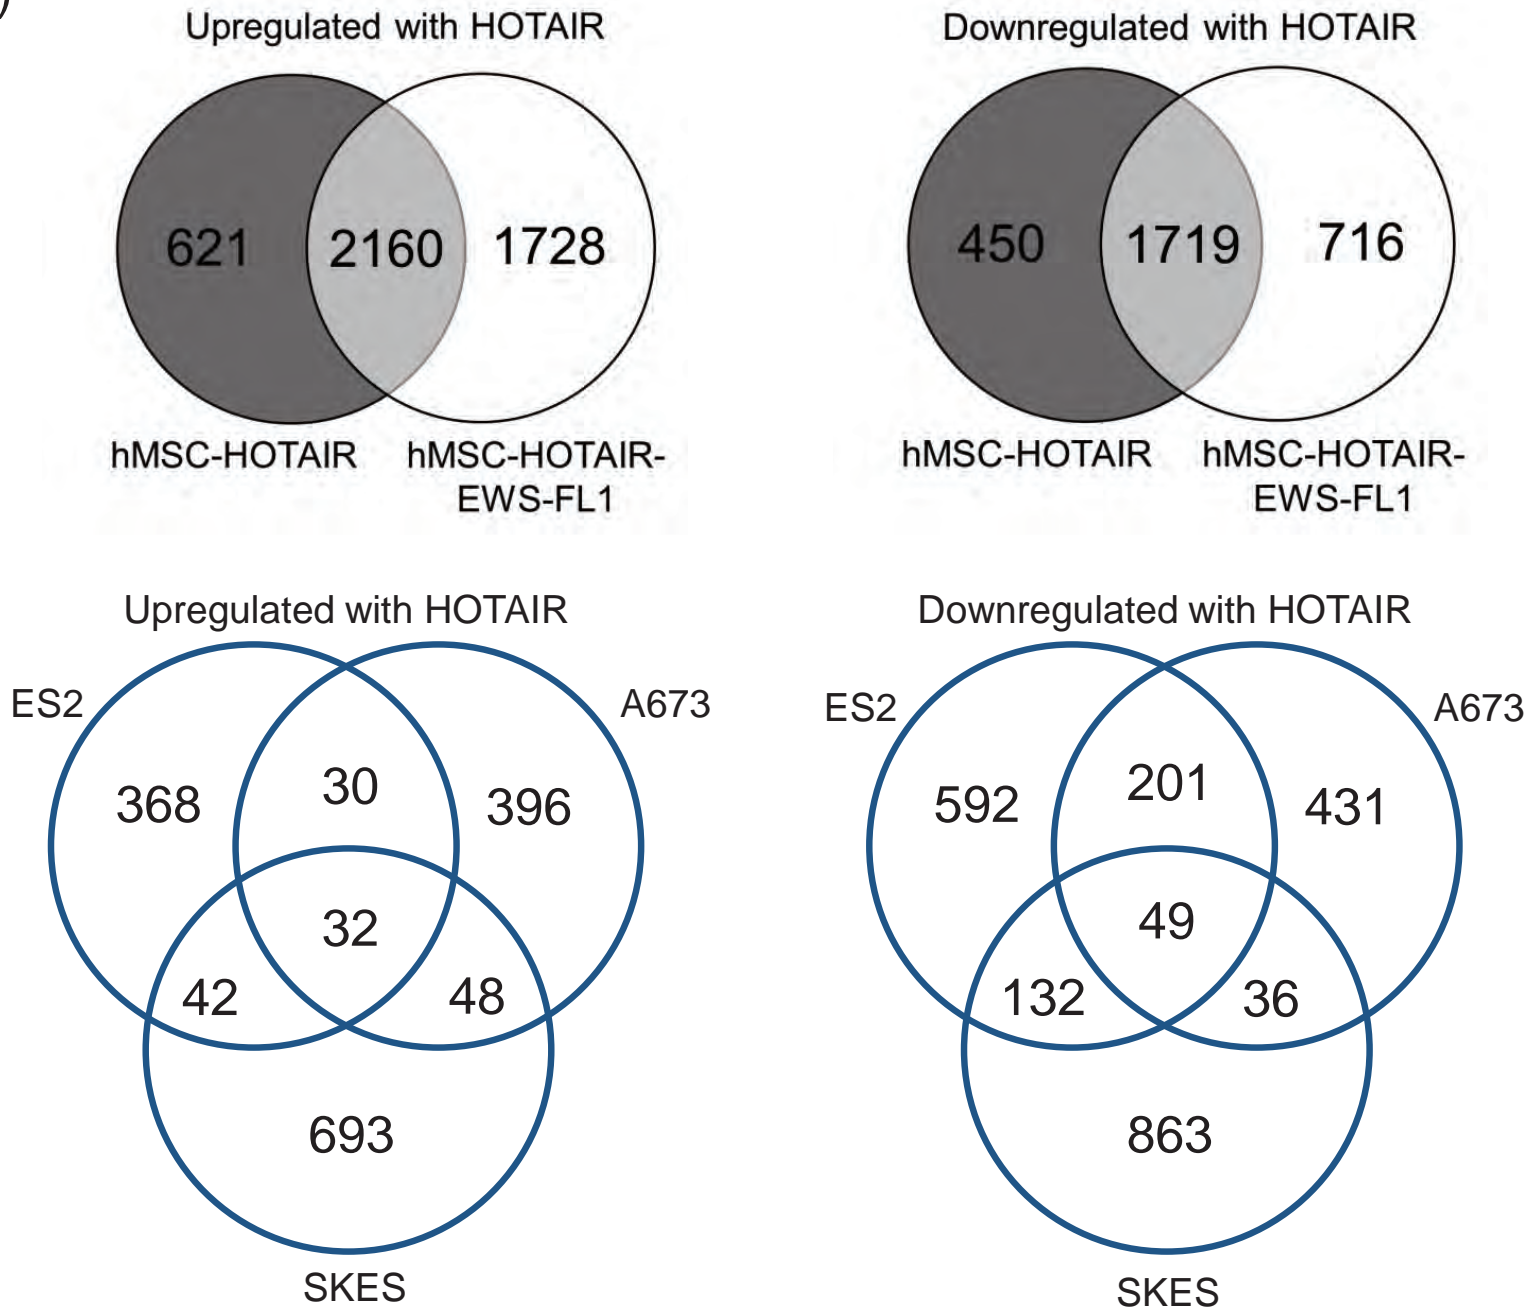 )
Upregulated with HOTAIR
Downregulated with HOTAIR
621 2160 1728
450 1719 716
hMSC-HOTAIR
hMSC-HOTAIR-
EWS-FL1
hMSC-HOTAIR
hMSC-HOTAIR-
EWS-FL1
Upregulated with HOTAIR
ES2
A673
368
30
396
32
42
48
693
SKES
Downregulated with HOTAIR
ES2
A673
592
201
431
49
132
36
863
SKES